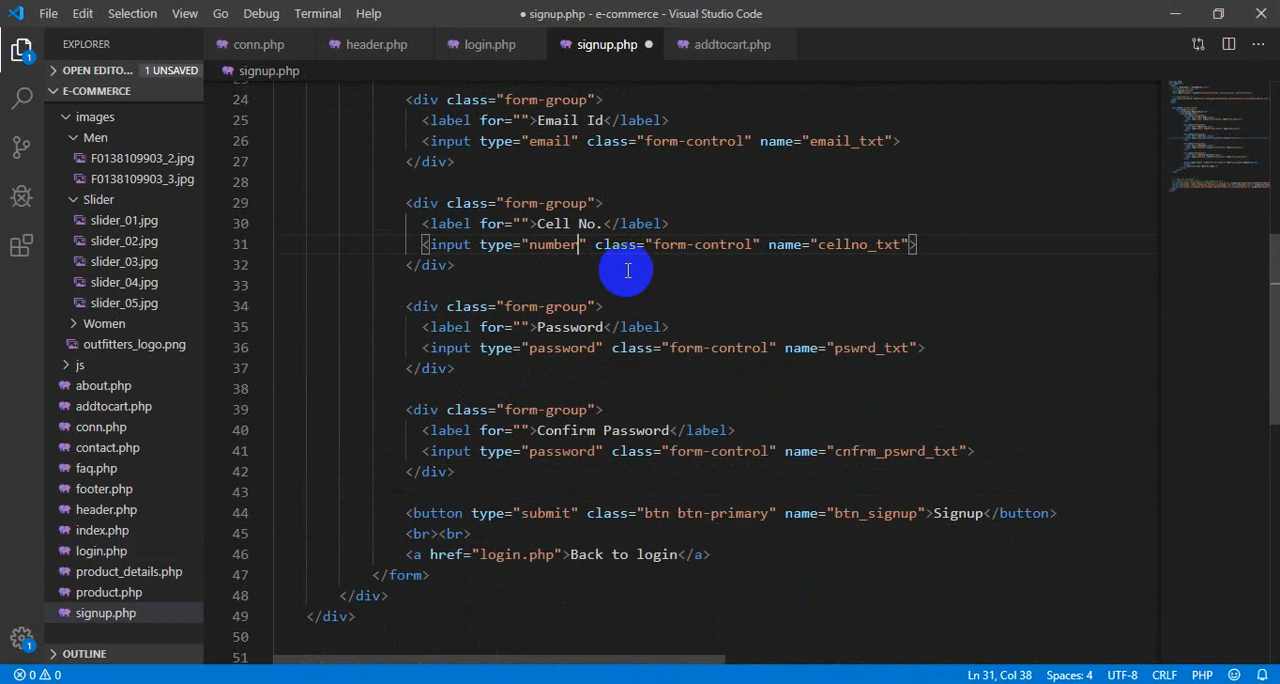 File Edit Selection View Go Debug Terminal Help
● signup.php - e-commerce - Visual Studio Code
EXPLORER
conn.php header.php login.php signup.php addtocart.php
OPEN EDITO... 1 UNSAVED
signup.php
E-COMMERCE
images
Men
F0138109903_2.jpg
F0138109903_3.jpg
Slider
slider_01.jpg
slider_02.jpg
slider_03.jpg
slider_04.jpg
slider_05.jpg
Women
outfitters_logo.png
js
about.php
addtocart.php
conn.php
contact.php
faq.php
footer.php
header.php
index.php
login.php
product_details.php
product.php
signup.php
OUTLINE
24 <div class="form-group">
25 <label for="">Email Id</label>
26 <input type="email" class="form-control" name="email_txt">
27 </div>
28
29 <div class="form-group">
30 <label for="">Cell No.</label>
31 <input type="number" class="form-control" name="cellno_txt">
32 </div>
33
34 <div class="form-group">
35 <label for="">Password</label>
36 <input type="password" class="form-control" name="pswrd_txt">
37 </div>
38
39 <div class="form-group">
40 <label for="">Confirm Password</label>
41 <input type="password" class="form-control" name="cnfrm_pswrd_txt">
42 </div>
43
44 <button type="submit" class="btn btn-primary" name="btn_signup">Signup</button>
45 <br><br>
46 <a href="login.php">Back to login</a>
47 </form>
48 </div>
49 </div>
50
51
0 0 Ln 31, Col 38 Spaces: 4 UTF-8 CRLF PHP